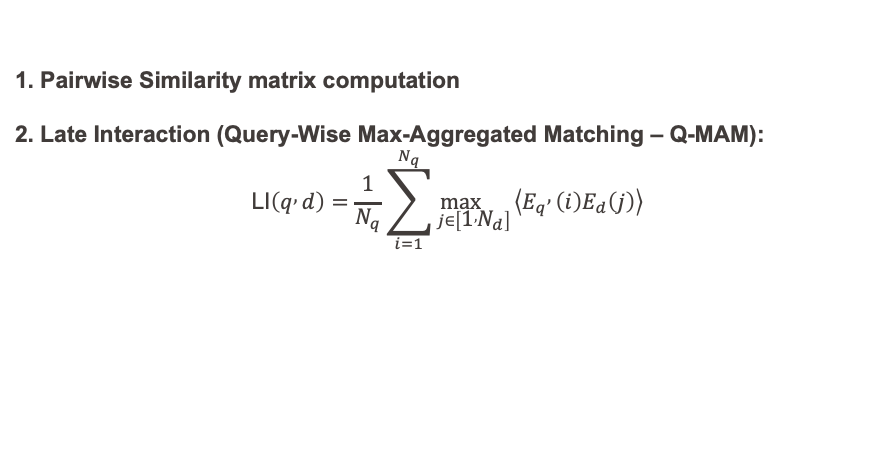 1. Pairwise Similarity matrix computation
2. Late Interaction (Query-Wise Max-Aggregated Matching – Q-MAM):
LI(q, d) = 1/N_q ∑_{i=1}^{N_q} max_{j∈[1,N_d]} ⟨E_q, (i)E_d(j)⟩